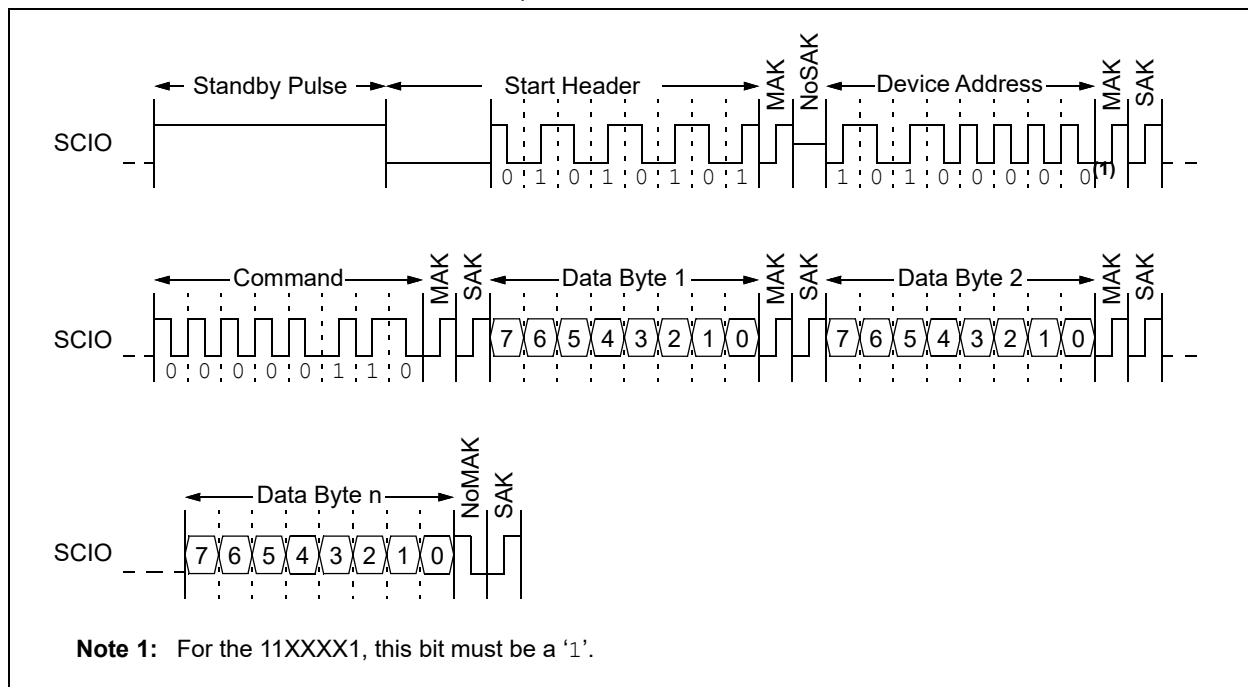 MAK NoSAK MAK SAK
Standby Pulse Start Header Device Address
SCIO
0 1 0 1 0 1 0 1 1 0 1 0 0 0 0 0(1)
MAK SAK MAK SAK MAK SAK
Command Data Byte 1 Data Byte 2
SCIO 7 6 5 4 3 2 1 0 7 6 5 4 3 2 1 0
0 0 0 0 0 1 1 0
NoMAK SAK
Data Byte n
SCIO 7 6 5 4 3 2 1 0
Note 1: For the 11XXXX1, this bit must be a ‘1’.